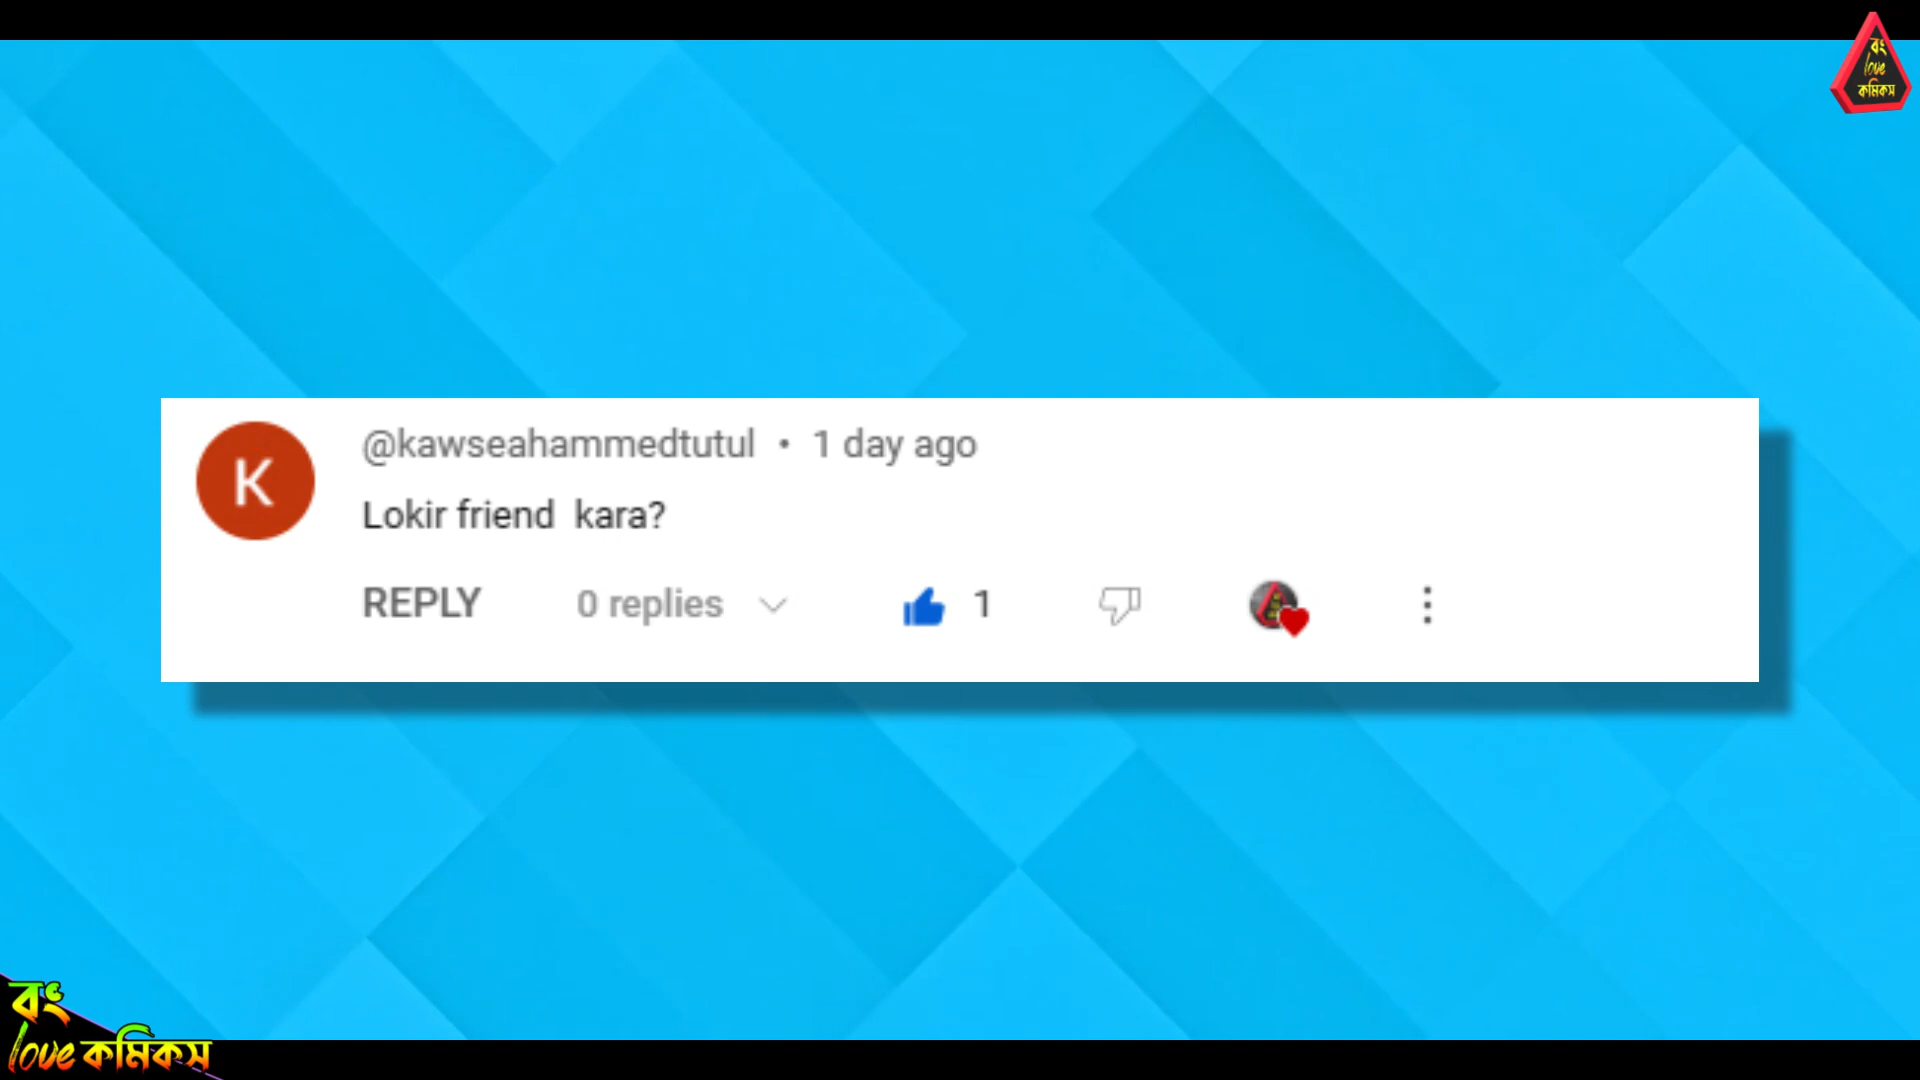 বং
love
কমিকস
K
@kawseahammedtutul • 1 day ago
Lokir friend kara?
REPLY 0 replies 1
বং
love কমিকস